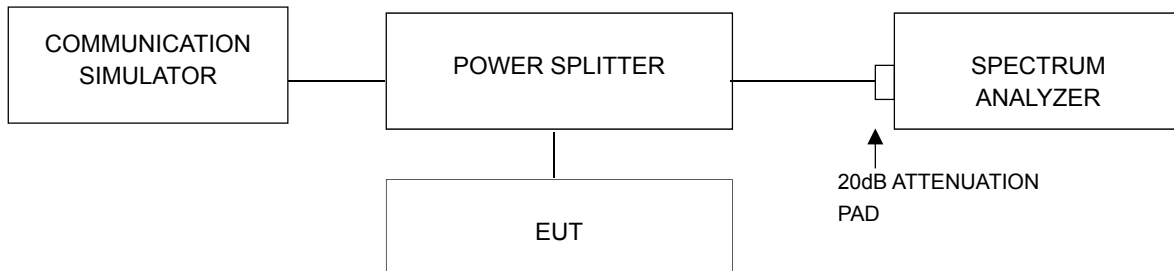 COMMUNICATION
SIMULATOR
POWER SPLITTER
SPECTRUM
ANALYZER
20dB ATTENUATION
PAD
EUT